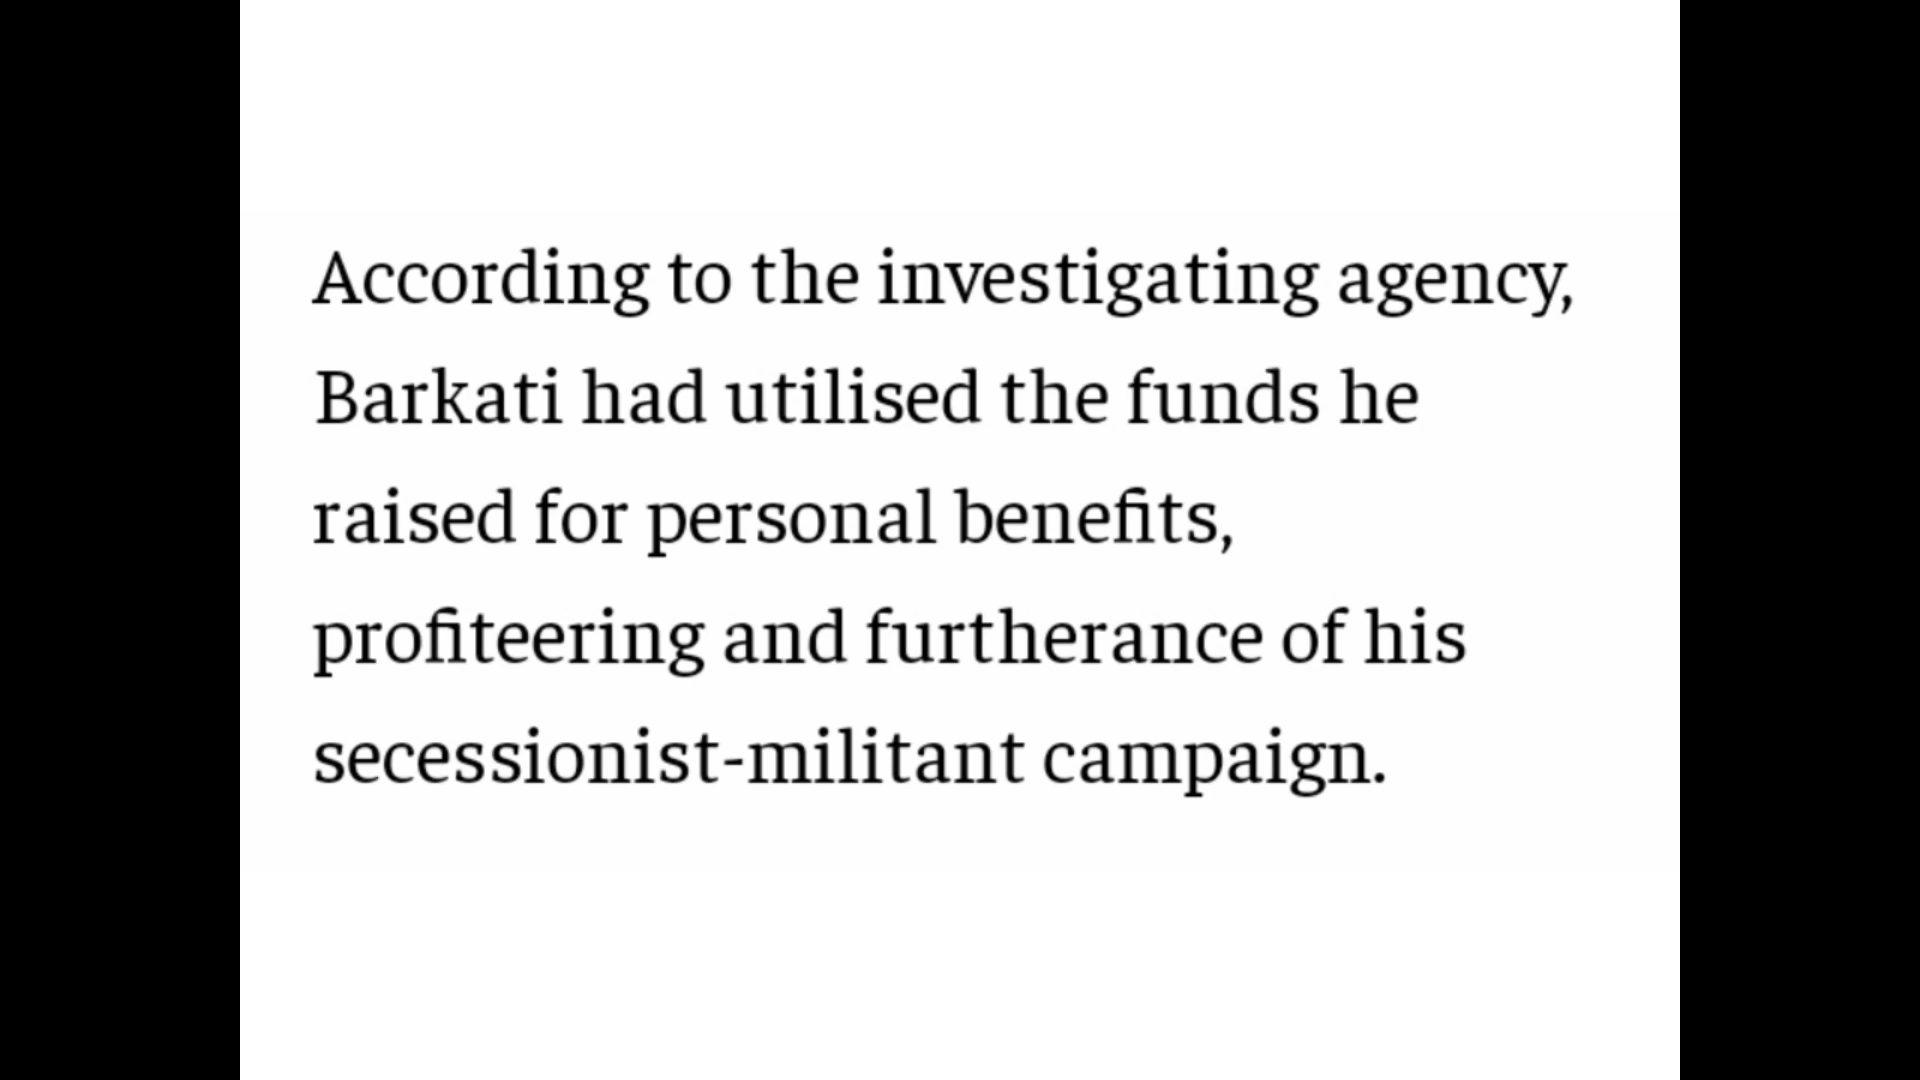 According to the investigating agency,
Barkati had utilised the funds he
raised for personal benefits,
profiteering and furtherance of his
secessionist-militant campaign.